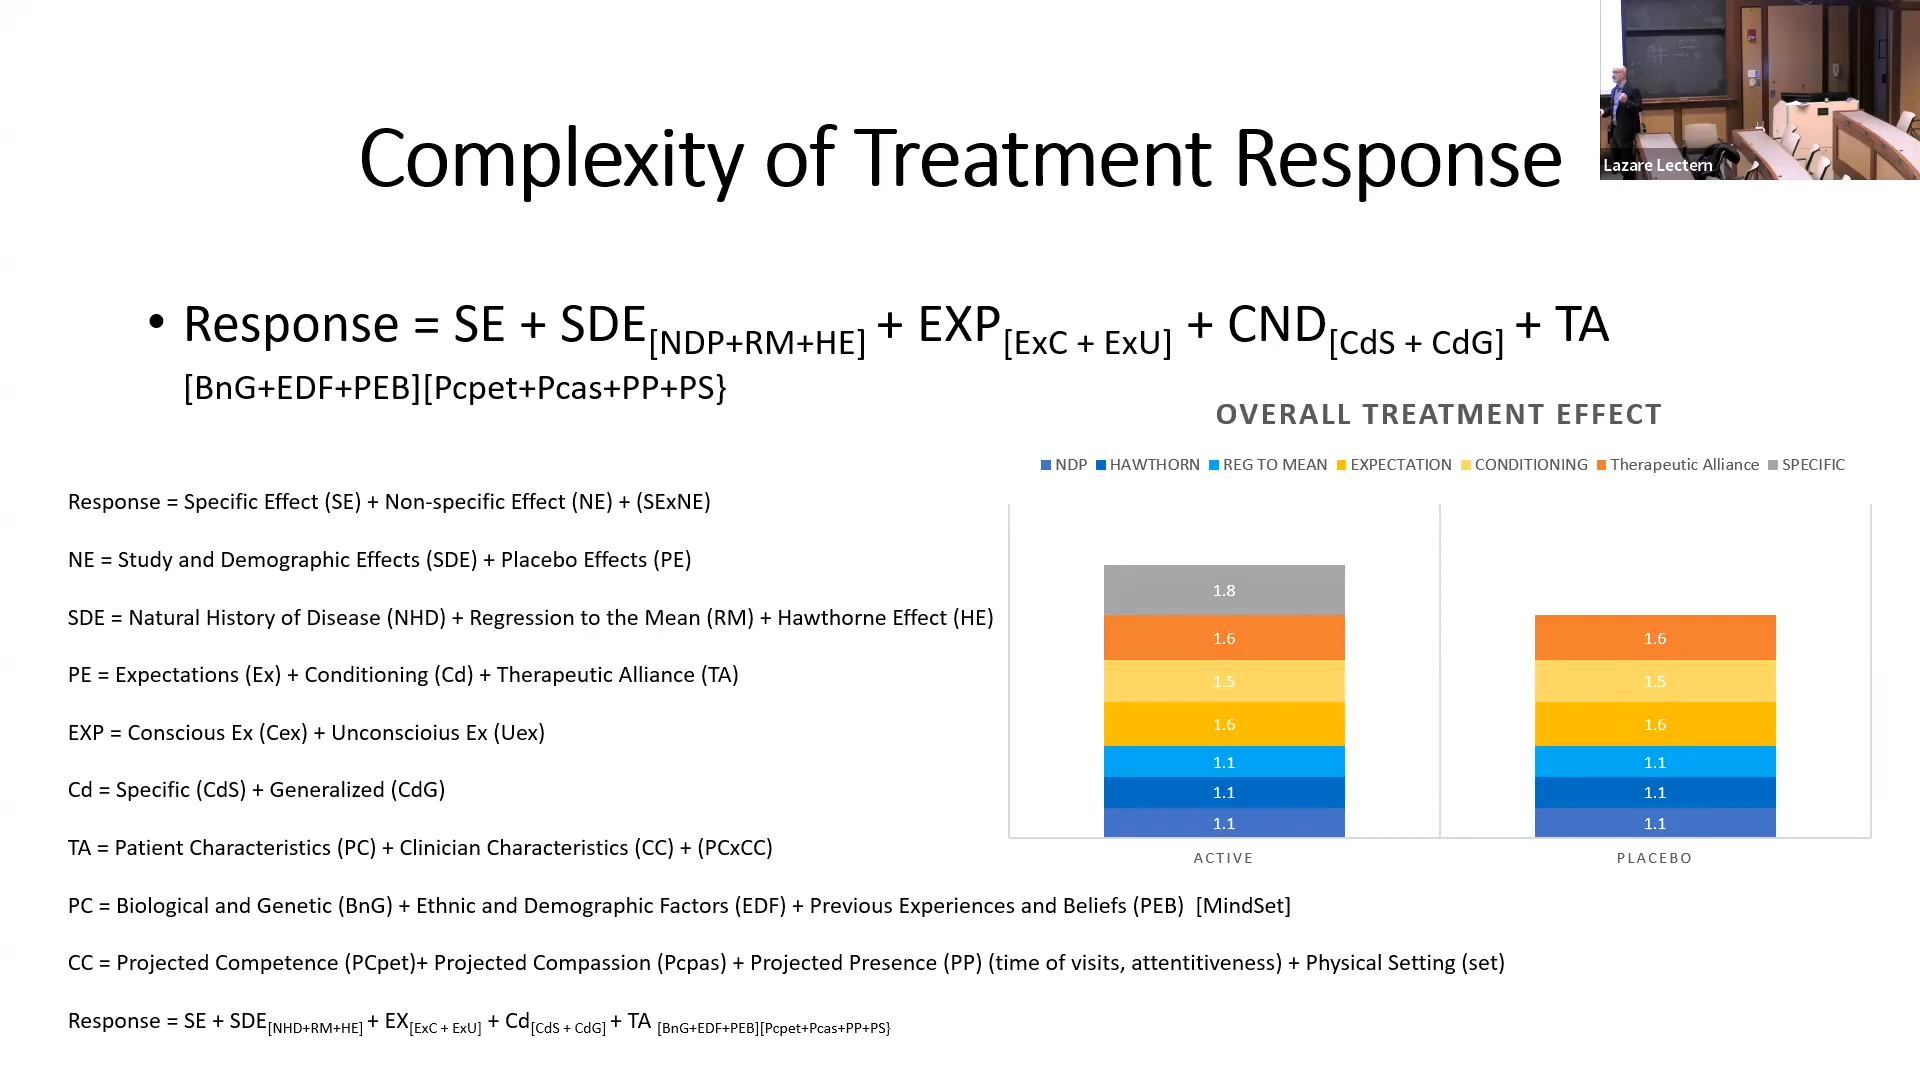 Lazare Lectern
Complexity of Treatment Response
• Response = SE + SDE[NDP+RM+HE] + EXP[ExC + ExU] + CND[CdS + CdG] + TA
[BnG+EDF+PEB][Pcpet+Pcas+PP+PS}
OVERALL TREATMENT EFFECT
NDP HAWTHORN REG TO MEAN EXPECTATION CONDITIONING Therapeutic Alliance SPECIFIC
1.8
1.6 1.6
1.5 1.5
1.6 1.6
1.1 1.1
1.1 1.1
1.1 1.1
ACTIVE PLACEBO
Response = Specific Effect (SE) + Non-specific Effect (NE) + (SExNE)
NE = Study and Demographic Effects (SDE) + Placebo Effects (PE)
SDE = Natural History of Disease (NHD) + Regression to the Mean (RM) + Hawthorne Effect (HE)
PE = Expectations (Ex) + Conditioning (Cd) + Therapeutic Alliance (TA)
EXP = Conscious Ex (Cex) + Unconscioius Ex (Uex)
Cd = Specific (CdS) + Generalized (CdG)
TA = Patient Characteristics (PC) + Clinician Characteristics (CC) + (PCxCC)
PC = Biological and Genetic (BnG) + Ethnic and Demographic Factors (EDF) + Previous Experiences and Beliefs (PEB) [MindSet]
CC = Projected Competence (PCpet)+ Projected Compassion (Pcpas) + Projected Presence (PP) (time of visits, attentitiveness) + Physical Setting (set)
Response = SE + SDE[NHD+RM+HE] + EX[ExC + ExU] + Cd[CdS + CdG] + TA [BnG+EDF+PEB][Pcpet+Pcas+PP+PS}